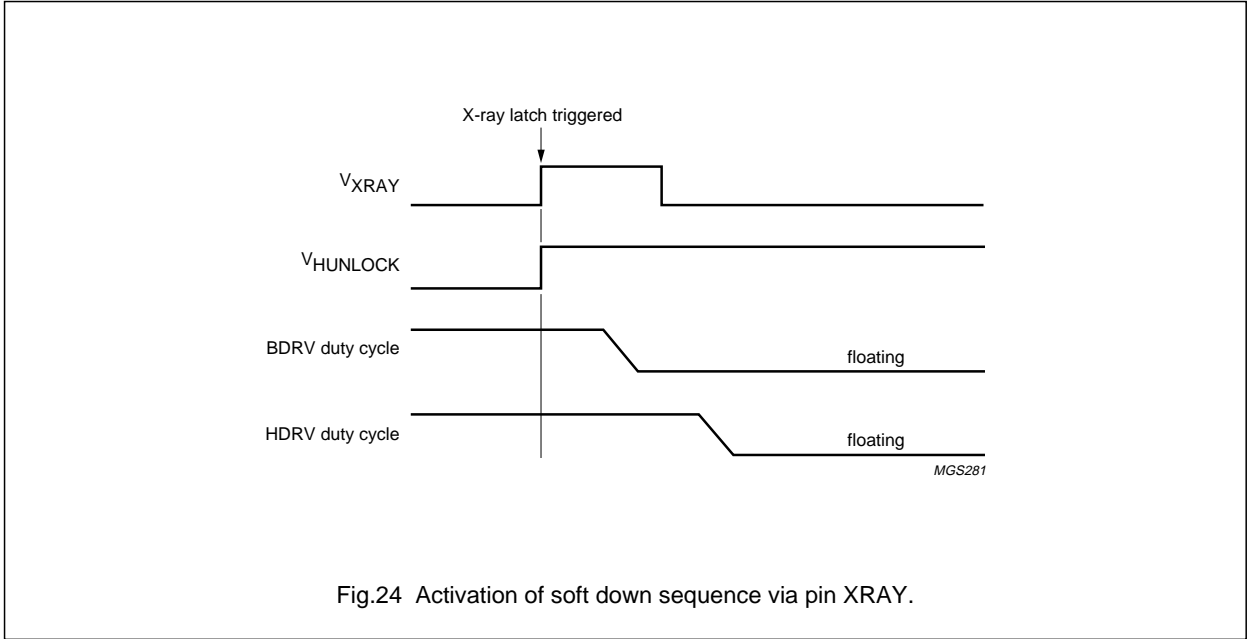 X-ray latch triggered
VXRAY
VHUNLOCK
BDRV duty cycle
floating
HDRV duty cycle
floating
MGS281
Fig.24 Activation of soft down sequence via pin XRAY.